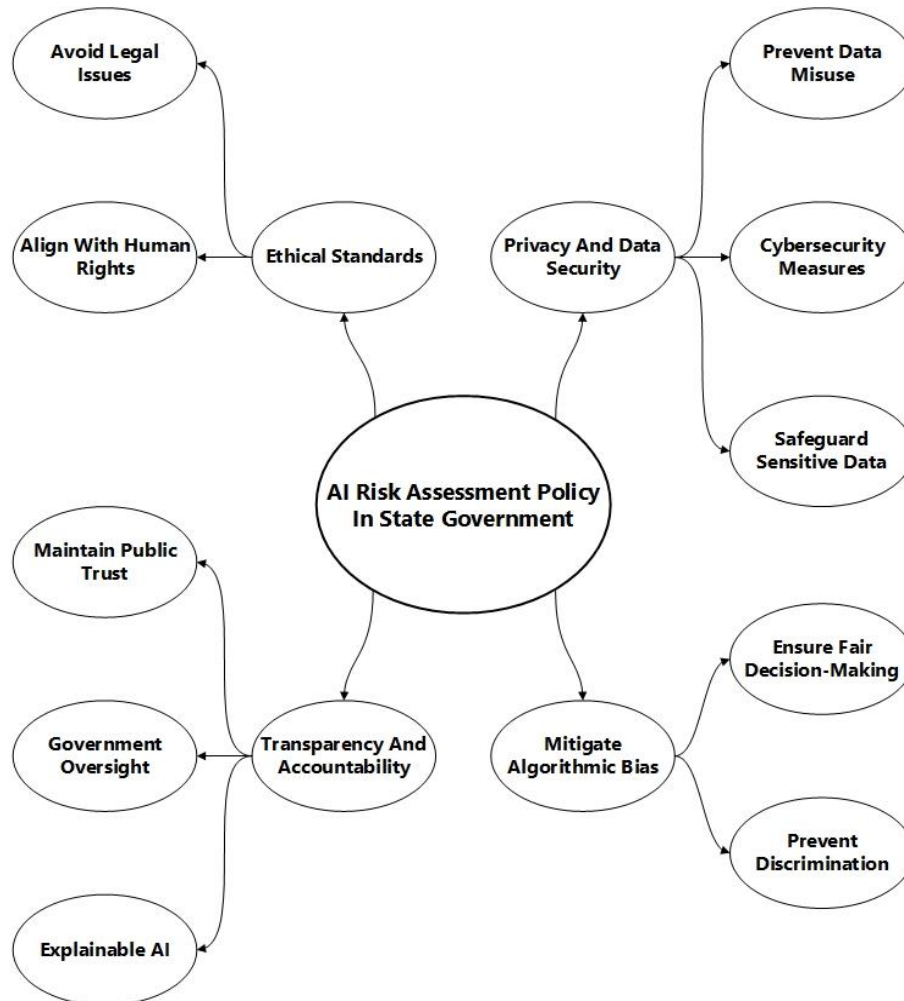 Avoid Legal
Issues
Prevent Data
Misuse
Align With Human
Rights
Ethical Standards
Privacy And Data
Security
Cybersecurity
Measures
Safeguard
Sensitive Data
AI Risk Assessment Policy
In State Government
Maintain Public
Trust
Ensure Fair
Decision-Making
Government
Oversight
Transparency And
Accountability
Mitigate
Algorithmic Bias
Prevent
Discrimination
Explainable AI